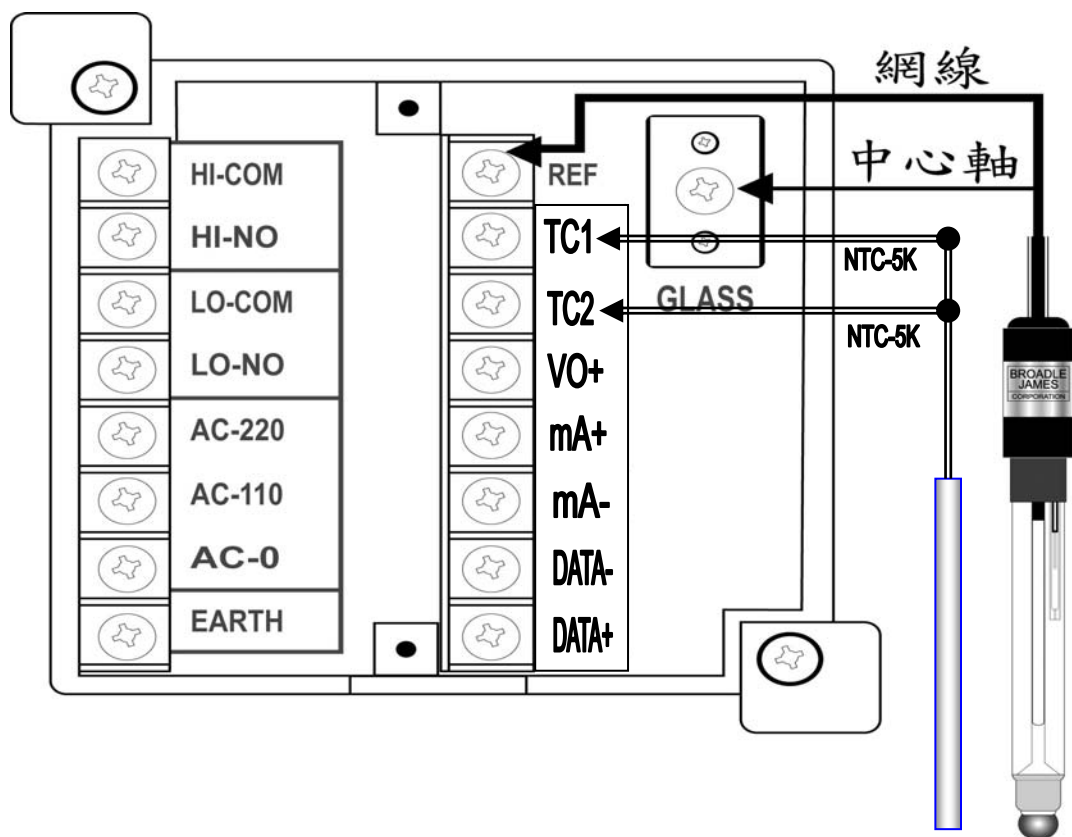 網線
中心軸
HI-COM
HI-NO
LO-COM
LO-NO
AC-220
AC-110
AC-0
EARTH
REF
TC1
TC2
VO+
mA+
mA-
DATA-
DATA+
GLASS
NTC-5K
NTC-5K
BROADLE
JAMES
CORPORATION